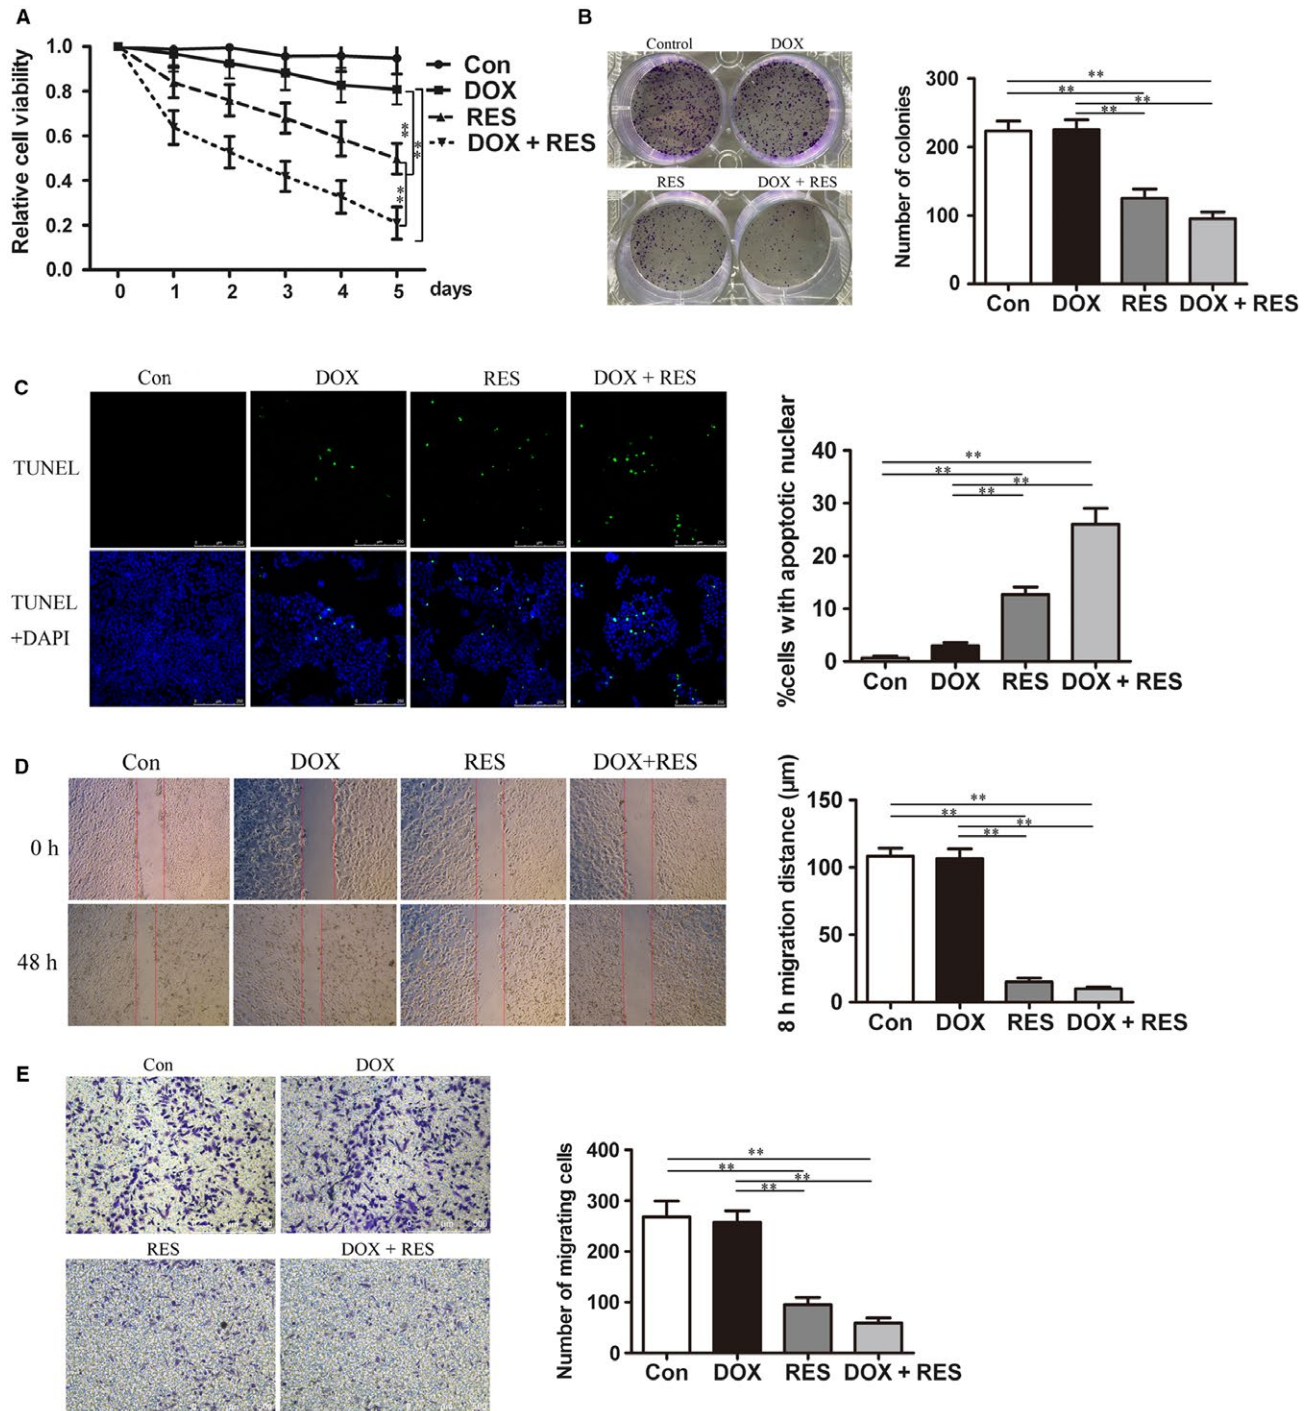 A
Relative cell viability
1.0
0.8
0.6
0.4
0.2
0.0
0 1 2 3 4 5 days
Con
DOX
RES
DOX + RES
**
**
**
B
Control DOX
RES DOX + RES
Number of colonies
300
200
100
0
**
**
**
**
Con DOX RES DOX + RES
C
Con DOX RES DOX + RES
TUNEL
TUNEL
+DAPI
%cells with apoptotic nuclear
40
30
20
10
0
**
**
**
**
Con DOX RES DOX + RES
D
Con DOX RES DOX+RES
0 h
48 h
8 h migration distance (μm)
150
100
50
0
**
**
**
**
Con DOX RES DOX + RES
E
Con DOX
RES DOX + RES
Number of migrating cells
400
300
200
100
0
**
**
**
**
Con DOX RES DOX + RES